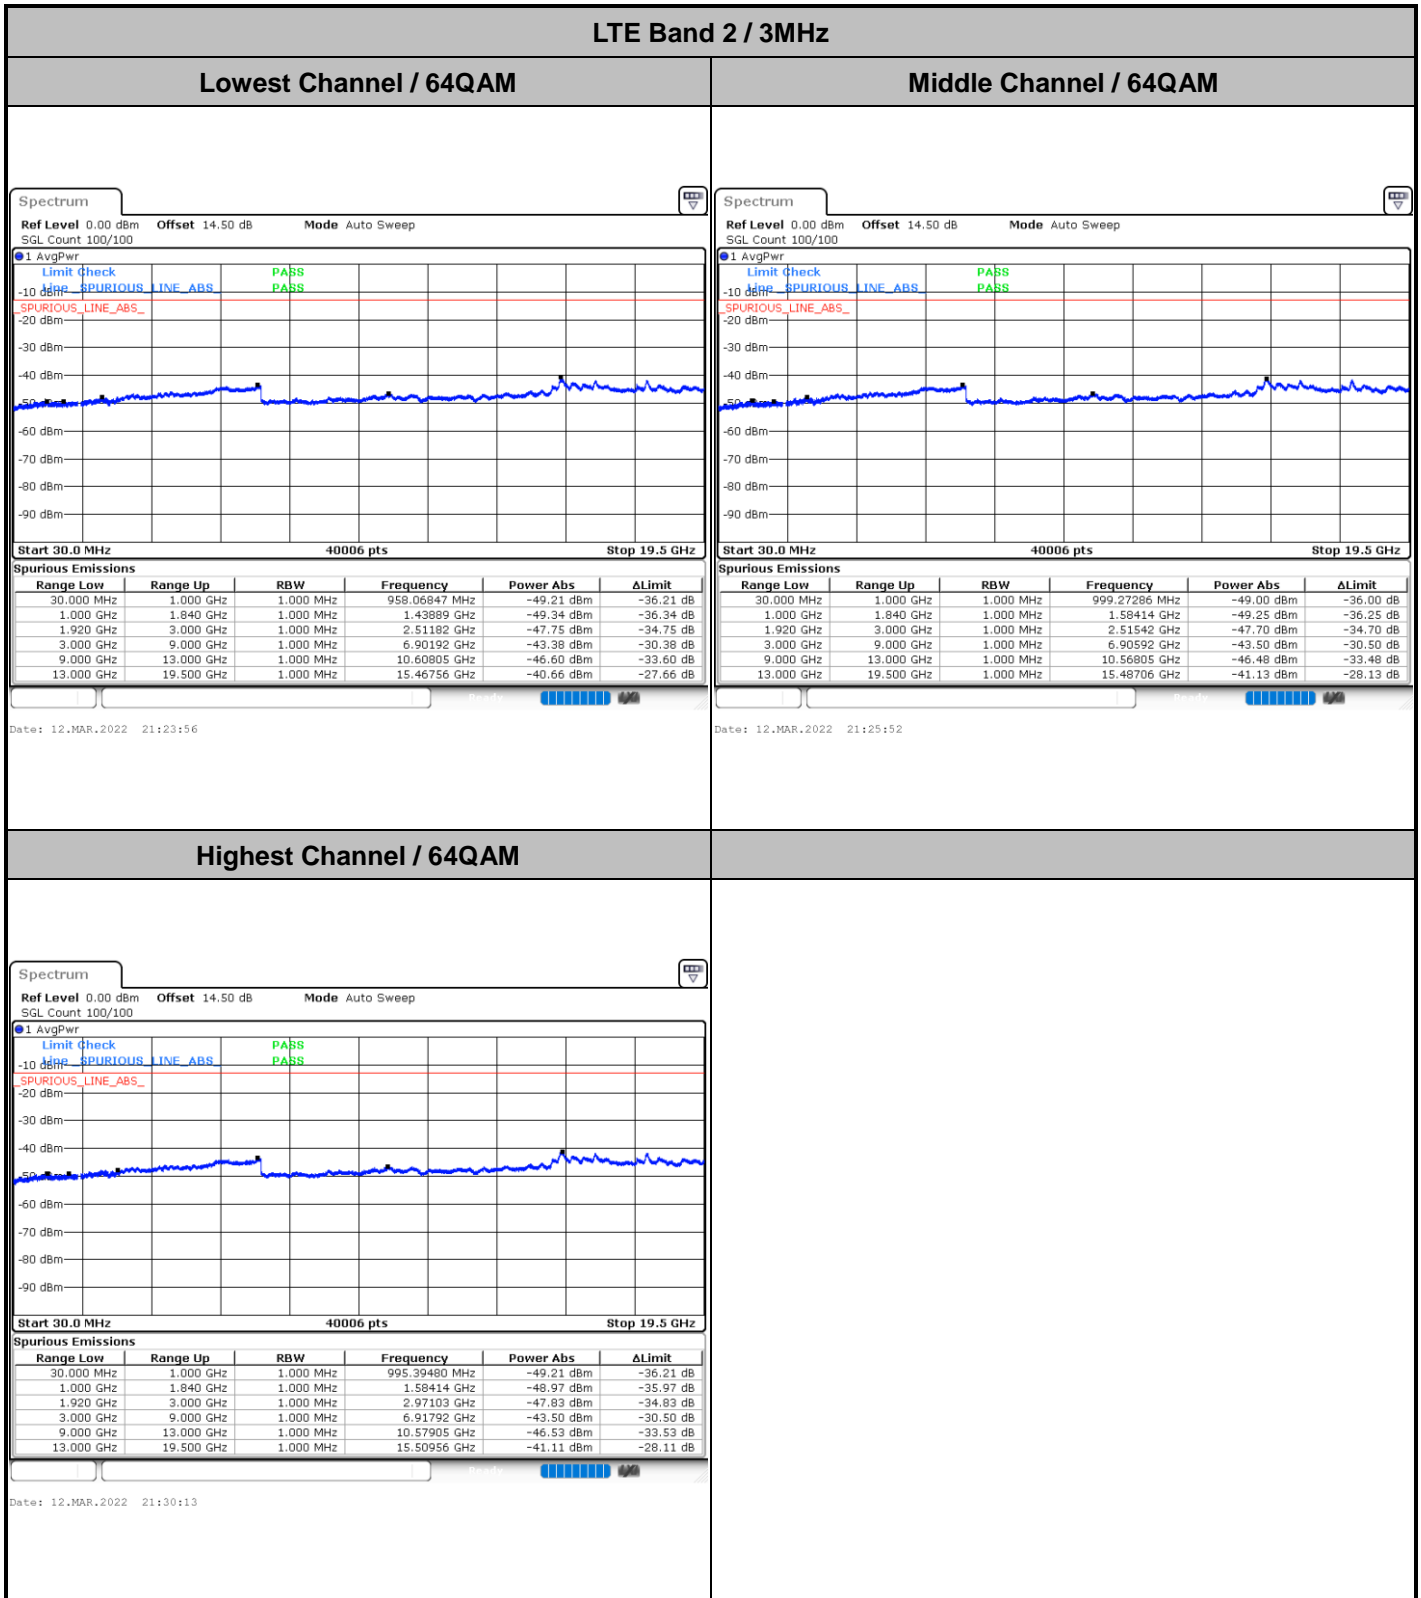 LTE Band 2 / 3MHz
Lowest Channel / 64QAM
Middle Channel / 64QAM
Spectrum
Ref Level 0.00 dBm Offset 14.50 dB Mode Auto Sweep
SGL Count 100/100
1 AvgPwr
Limit Check PASS
Line _SPURIOUS_LINE_ABS_ PASS
-10 dBm
_SPURIOUS_LINE_ABS_
-20 dBm
-30 dBm
-40 dBm
-50 dBm
-60 dBm
-70 dBm
-80 dBm
-90 dBm
Start 30.0 MHz 40006 pts Stop 19.5 GHz
Spurious Emissions
Range Low Range Up RBW Frequency Power Abs ΔLimit
30.000 MHz 1.000 GHz 1.000 MHz 958.06847 MHz -49.21 dBm -36.21 dB
1.000 GHz 1.840 GHz 1.000 MHz 1.43889 GHz -49.34 dBm -36.34 dB
1.920 GHz 3.000 GHz 1.000 MHz 2.51182 GHz -47.75 dBm -34.75 dB
3.000 GHz 9.000 GHz 1.000 MHz 6.90192 GHz -43.38 dBm -30.38 dB
9.000 GHz 13.000 GHz 1.000 MHz 10.60805 GHz -46.60 dBm -33.60 dB
13.000 GHz 19.500 GHz 1.000 MHz 15.46756 GHz -40.66 dBm -27.66 dB
Ready
Date: 12.MAR.2022 21:23:56
Spectrum
Ref Level 0.00 dBm Offset 14.50 dB Mode Auto Sweep
SGL Count 100/100
1 AvgPwr
Limit Check PASS
Line _SPURIOUS_LINE_ABS_ PASS
-10 dBm
_SPURIOUS_LINE_ABS_
-20 dBm
-30 dBm
-40 dBm
-50 dBm
-60 dBm
-70 dBm
-80 dBm
-90 dBm
Start 30.0 MHz 40006 pts Stop 19.5 GHz
Spurious Emissions
Range Low Range Up RBW Frequency Power Abs ΔLimit
30.000 MHz 1.000 GHz 1.000 MHz 999.27286 MHz -49.00 dBm -36.00 dB
1.000 GHz 1.840 GHz 1.000 MHz 1.58414 GHz -49.25 dBm -36.25 dB
1.920 GHz 3.000 GHz 1.000 MHz 2.51542 GHz -47.70 dBm -34.70 dB
3.000 GHz 9.000 GHz 1.000 MHz 6.90592 GHz -43.50 dBm -30.50 dB
9.000 GHz 13.000 GHz 1.000 MHz 10.56805 GHz -46.48 dBm -33.48 dB
13.000 GHz 19.500 GHz 1.000 MHz 15.48706 GHz -41.13 dBm -28.13 dB
Ready
Date: 12.MAR.2022 21:25:52
Highest Channel / 64QAM
Spectrum
Ref Level 0.00 dBm Offset 14.50 dB Mode Auto Sweep
SGL Count 100/100
1 AvgPwr
Limit Check PASS
Line _SPURIOUS_LINE_ABS_ PASS
-10 dBm
_SPURIOUS_LINE_ABS_
-20 dBm
-30 dBm
-40 dBm
-50 dBm
-60 dBm
-70 dBm
-80 dBm
-90 dBm
Start 30.0 MHz 40006 pts Stop 19.5 GHz
Spurious Emissions
Range Low Range Up RBW Frequency Power Abs ΔLimit
30.000 MHz 1.000 GHz 1.000 MHz 995.39480 MHz -49.21 dBm -36.21 dB
1.000 GHz 1.840 GHz 1.000 MHz 1.58414 GHz -48.97 dBm -35.97 dB
1.920 GHz 3.000 GHz 1.000 MHz 2.97103 GHz -47.83 dBm -34.83 dB
3.000 GHz 9.000 GHz 1.000 MHz 6.91792 GHz -43.50 dBm -30.50 dB
9.000 GHz 13.000 GHz 1.000 MHz 10.57905 GHz -46.53 dBm -33.53 dB
13.000 GHz 19.500 GHz 1.000 MHz 15.50956 GHz -41.11 dBm -28.11 dB
Ready
Date: 12.MAR.2022 21:30:13